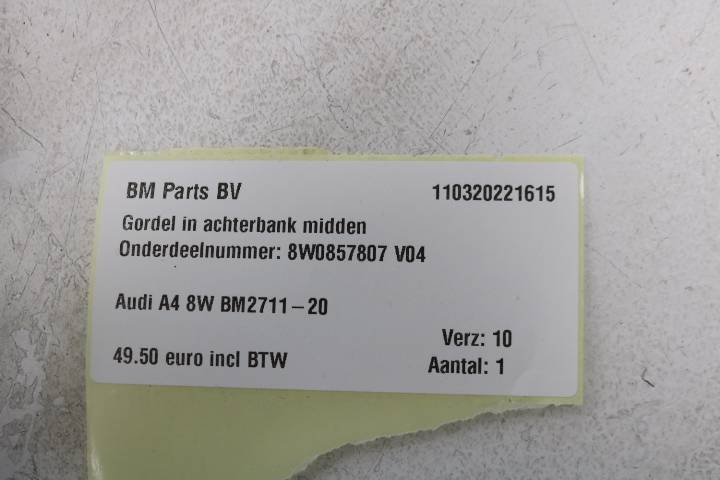 BM Parts BV 110320221615
Gordel in achterbank midden
Onderdeelnummer: 8W0857807 V04
Audi A4 8W BM2711-20
Verz: 10
49.50 euro incl BTW Aantal: 1